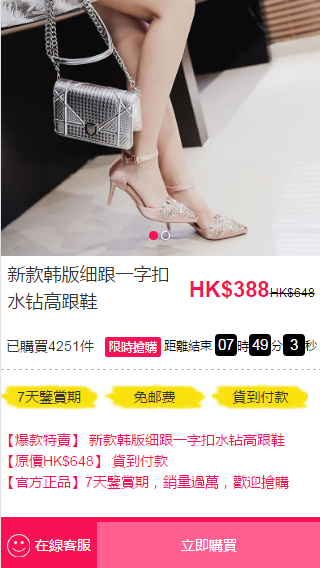 新款韩版细跟一字扣
水钻高跟鞋
HK$388 HK$648
已購買4251件 限時搶購 距離結束 07 時 49 分 3 秒
7天鑒賞期 免邮费 貨到付款
【爆款特賣】 新款韩版细跟一字扣水钻高跟鞋
【原價HK$648】 貨到付款
【官方正品】7天鑒賞期，銷量過萬，歡迎搶購
在線客服 立即購買